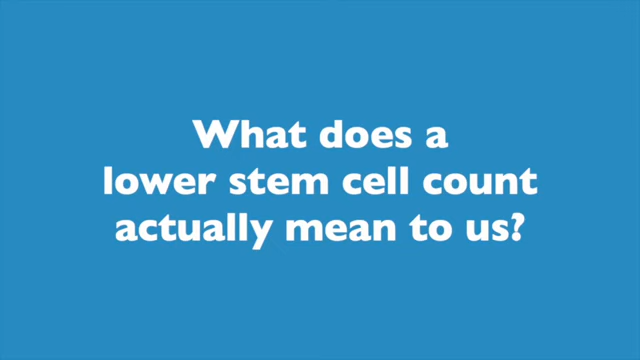 What does a
lower stem cell count
actually mean to us?